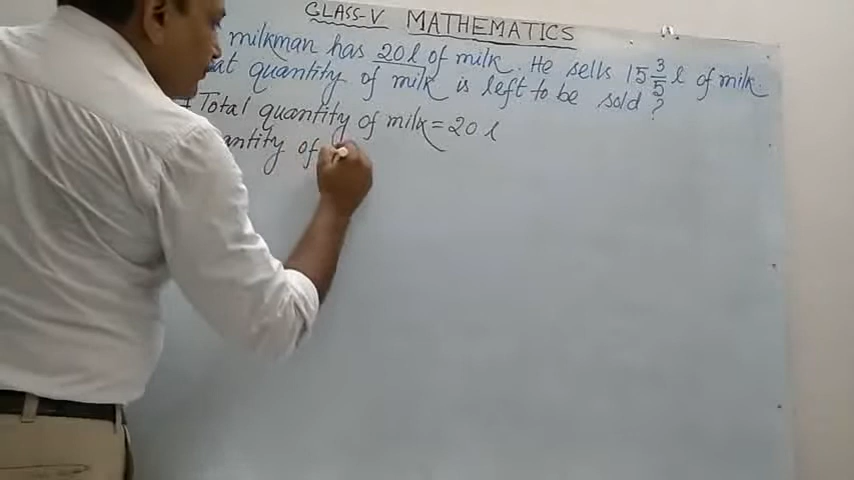 CLASS-V MATHEMATICS
milkman has 20l of milk. He sells 15 3/5 l of milk.
at quantity of milk is left to be sold ?
Total quantity of milk = 20 l
antity of